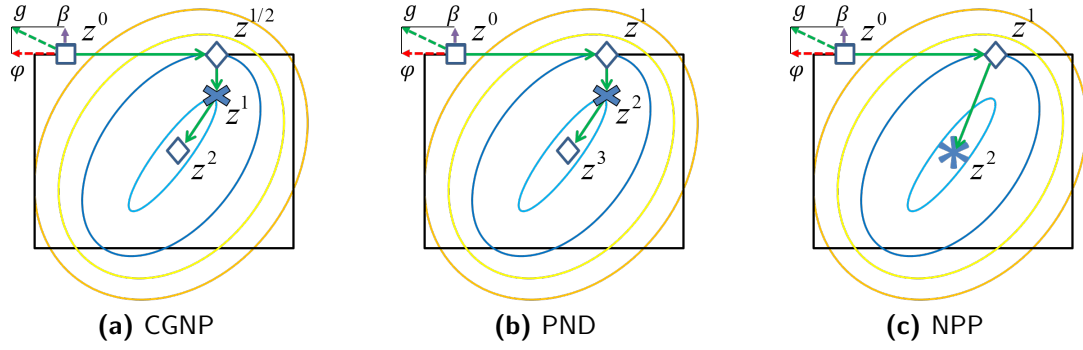 g β z^0 z^{1/2}
φ
z^1
z^2
(a) CGNP
g β z^0 z^1
φ
z^2
z^3
(b) PND
g β z^0 z^1
φ
z^2
(c) NPP